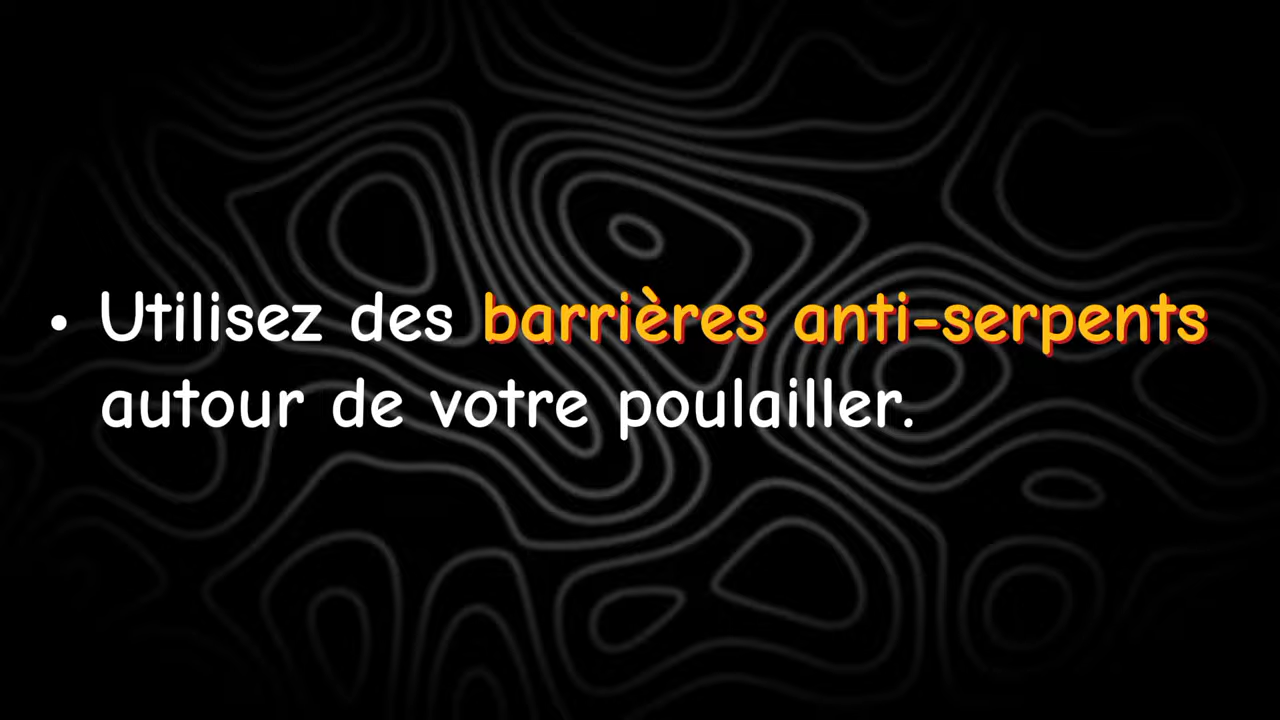 • Utilisez des barrières anti-serpents
autour de votre poulailler.